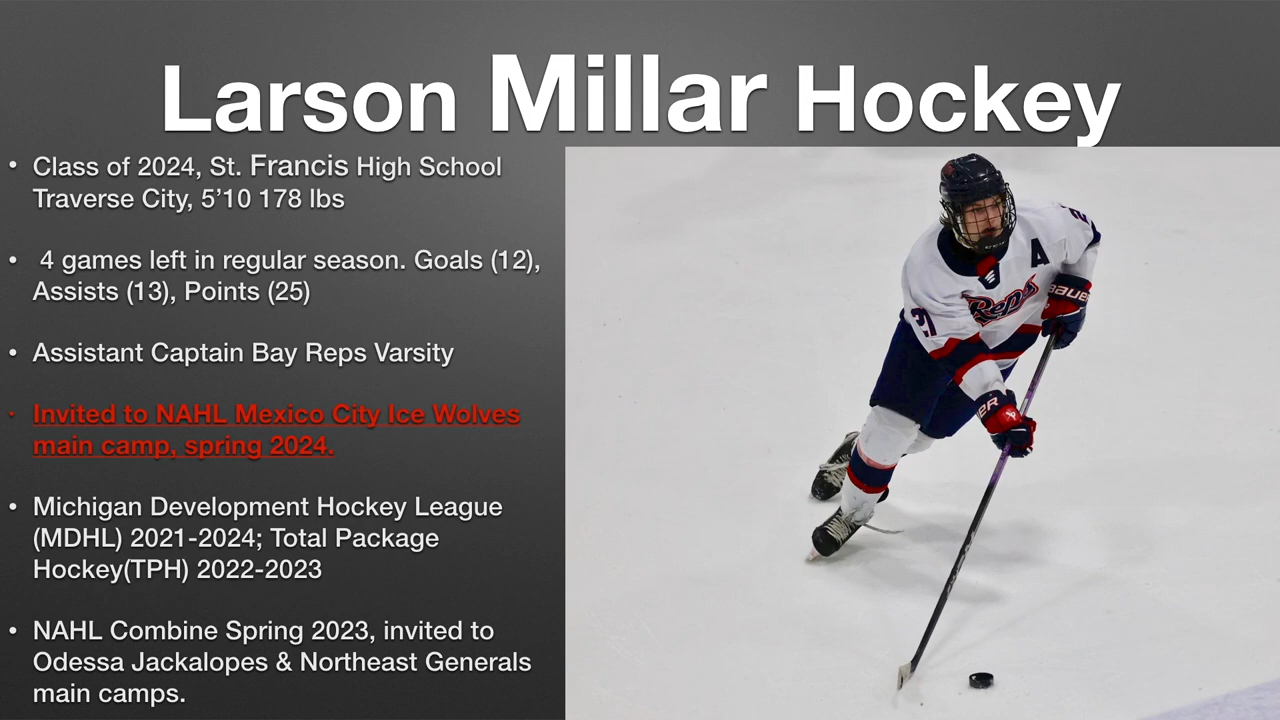 Larson Millar Hockey
• Class of 2024, St. Francis High School
Traverse City, 5’10 178 lbs
• 4 games left in regular season. Goals (12),
Assists (13), Points (25)
• Assistant Captain Bay Reps Varsity
• Invited to NAHL Mexico City Ice Wolves
main camp, spring 2024.
• Michigan Development Hockey League
(MDHL) 2021-2024; Total Package
Hockey(TPH) 2022-2023
• NAHL Combine Spring 2023, invited to
Odessa Jackalopes & Northeast Generals
main camps.
A
BAUER
Reps
21